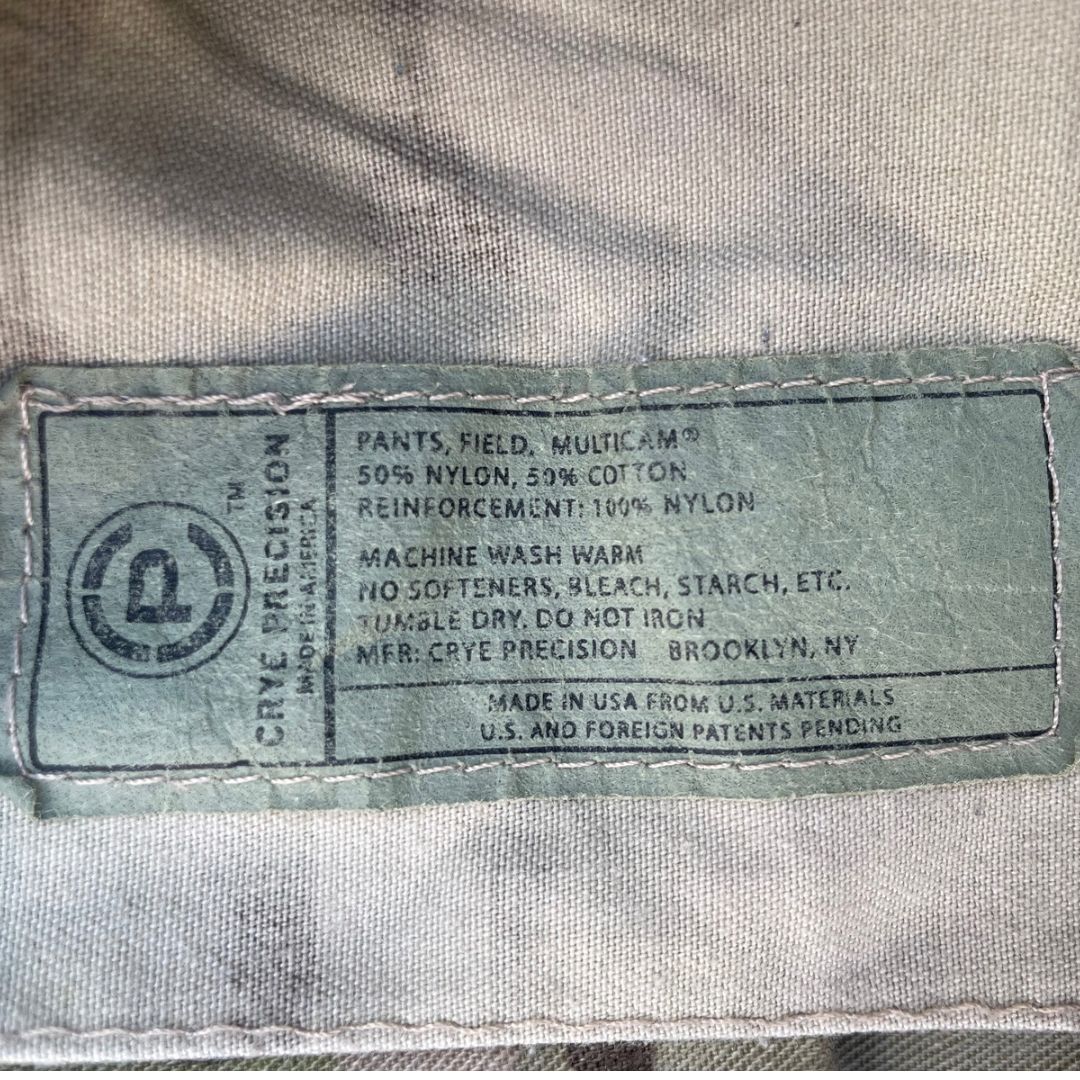 P
™
CRYE PRECISION
MADE IN AMERICA
PANTS, FIELD, MULTICAM®
50% NYLON, 50% COTTON
REINFORCEMENT: 100% NYLON
MACHINE WASH WARM
NO SOFTENERS, BLEACH, STARCH, ETC.
TUMBLE DRY. DO NOT IRON
MFR: CRYE PRECISION BROOKLYN, NY
MADE IN USA FROM U.S. MATERIALS
U.S. AND FOREIGN PATENTS PENDING